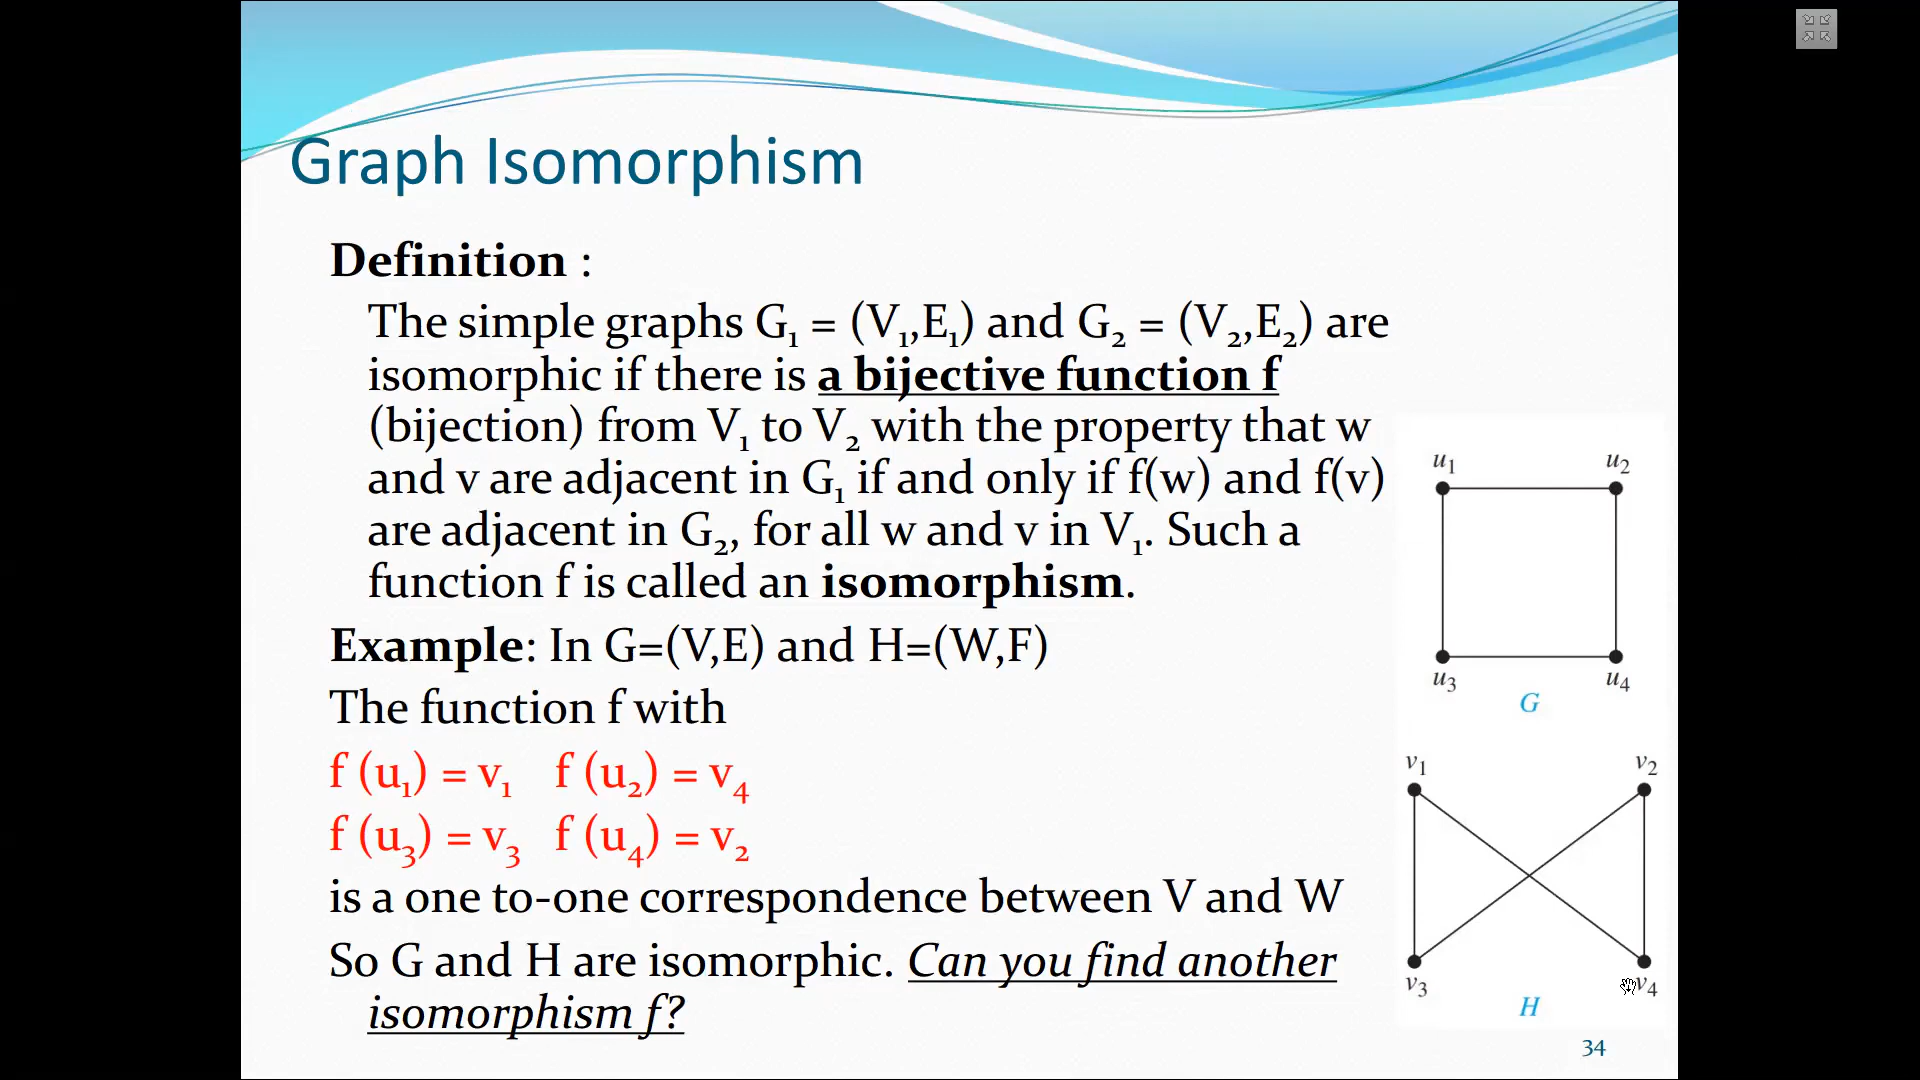 Graph Isomorphism
Definition :
The simple graphs G₁ = (V₁,E₁) and G₂ = (V₂,E₂) are
isomorphic if there is a bijective function f
(bijection) from V₁ to V₂ with the property that w
and v are adjacent in G₁ if and only if f(w) and f(v)
are adjacent in G₂, for all w and v in V₁. Such a
function f is called an isomorphism.
Example: In G=(V,E) and H=(W,F)
The function f with
f (u₁) = v₁ f (u₂) = v₄
f (u₃) = v₃ f (u₄) = v₂
is a one to-one correspondence between V and W
So G and H are isomorphic. Can you find another
isomorphism f?
u₁ u₂
u₃ u₄
G
v₁ v₂
v₃ v₄
H
34